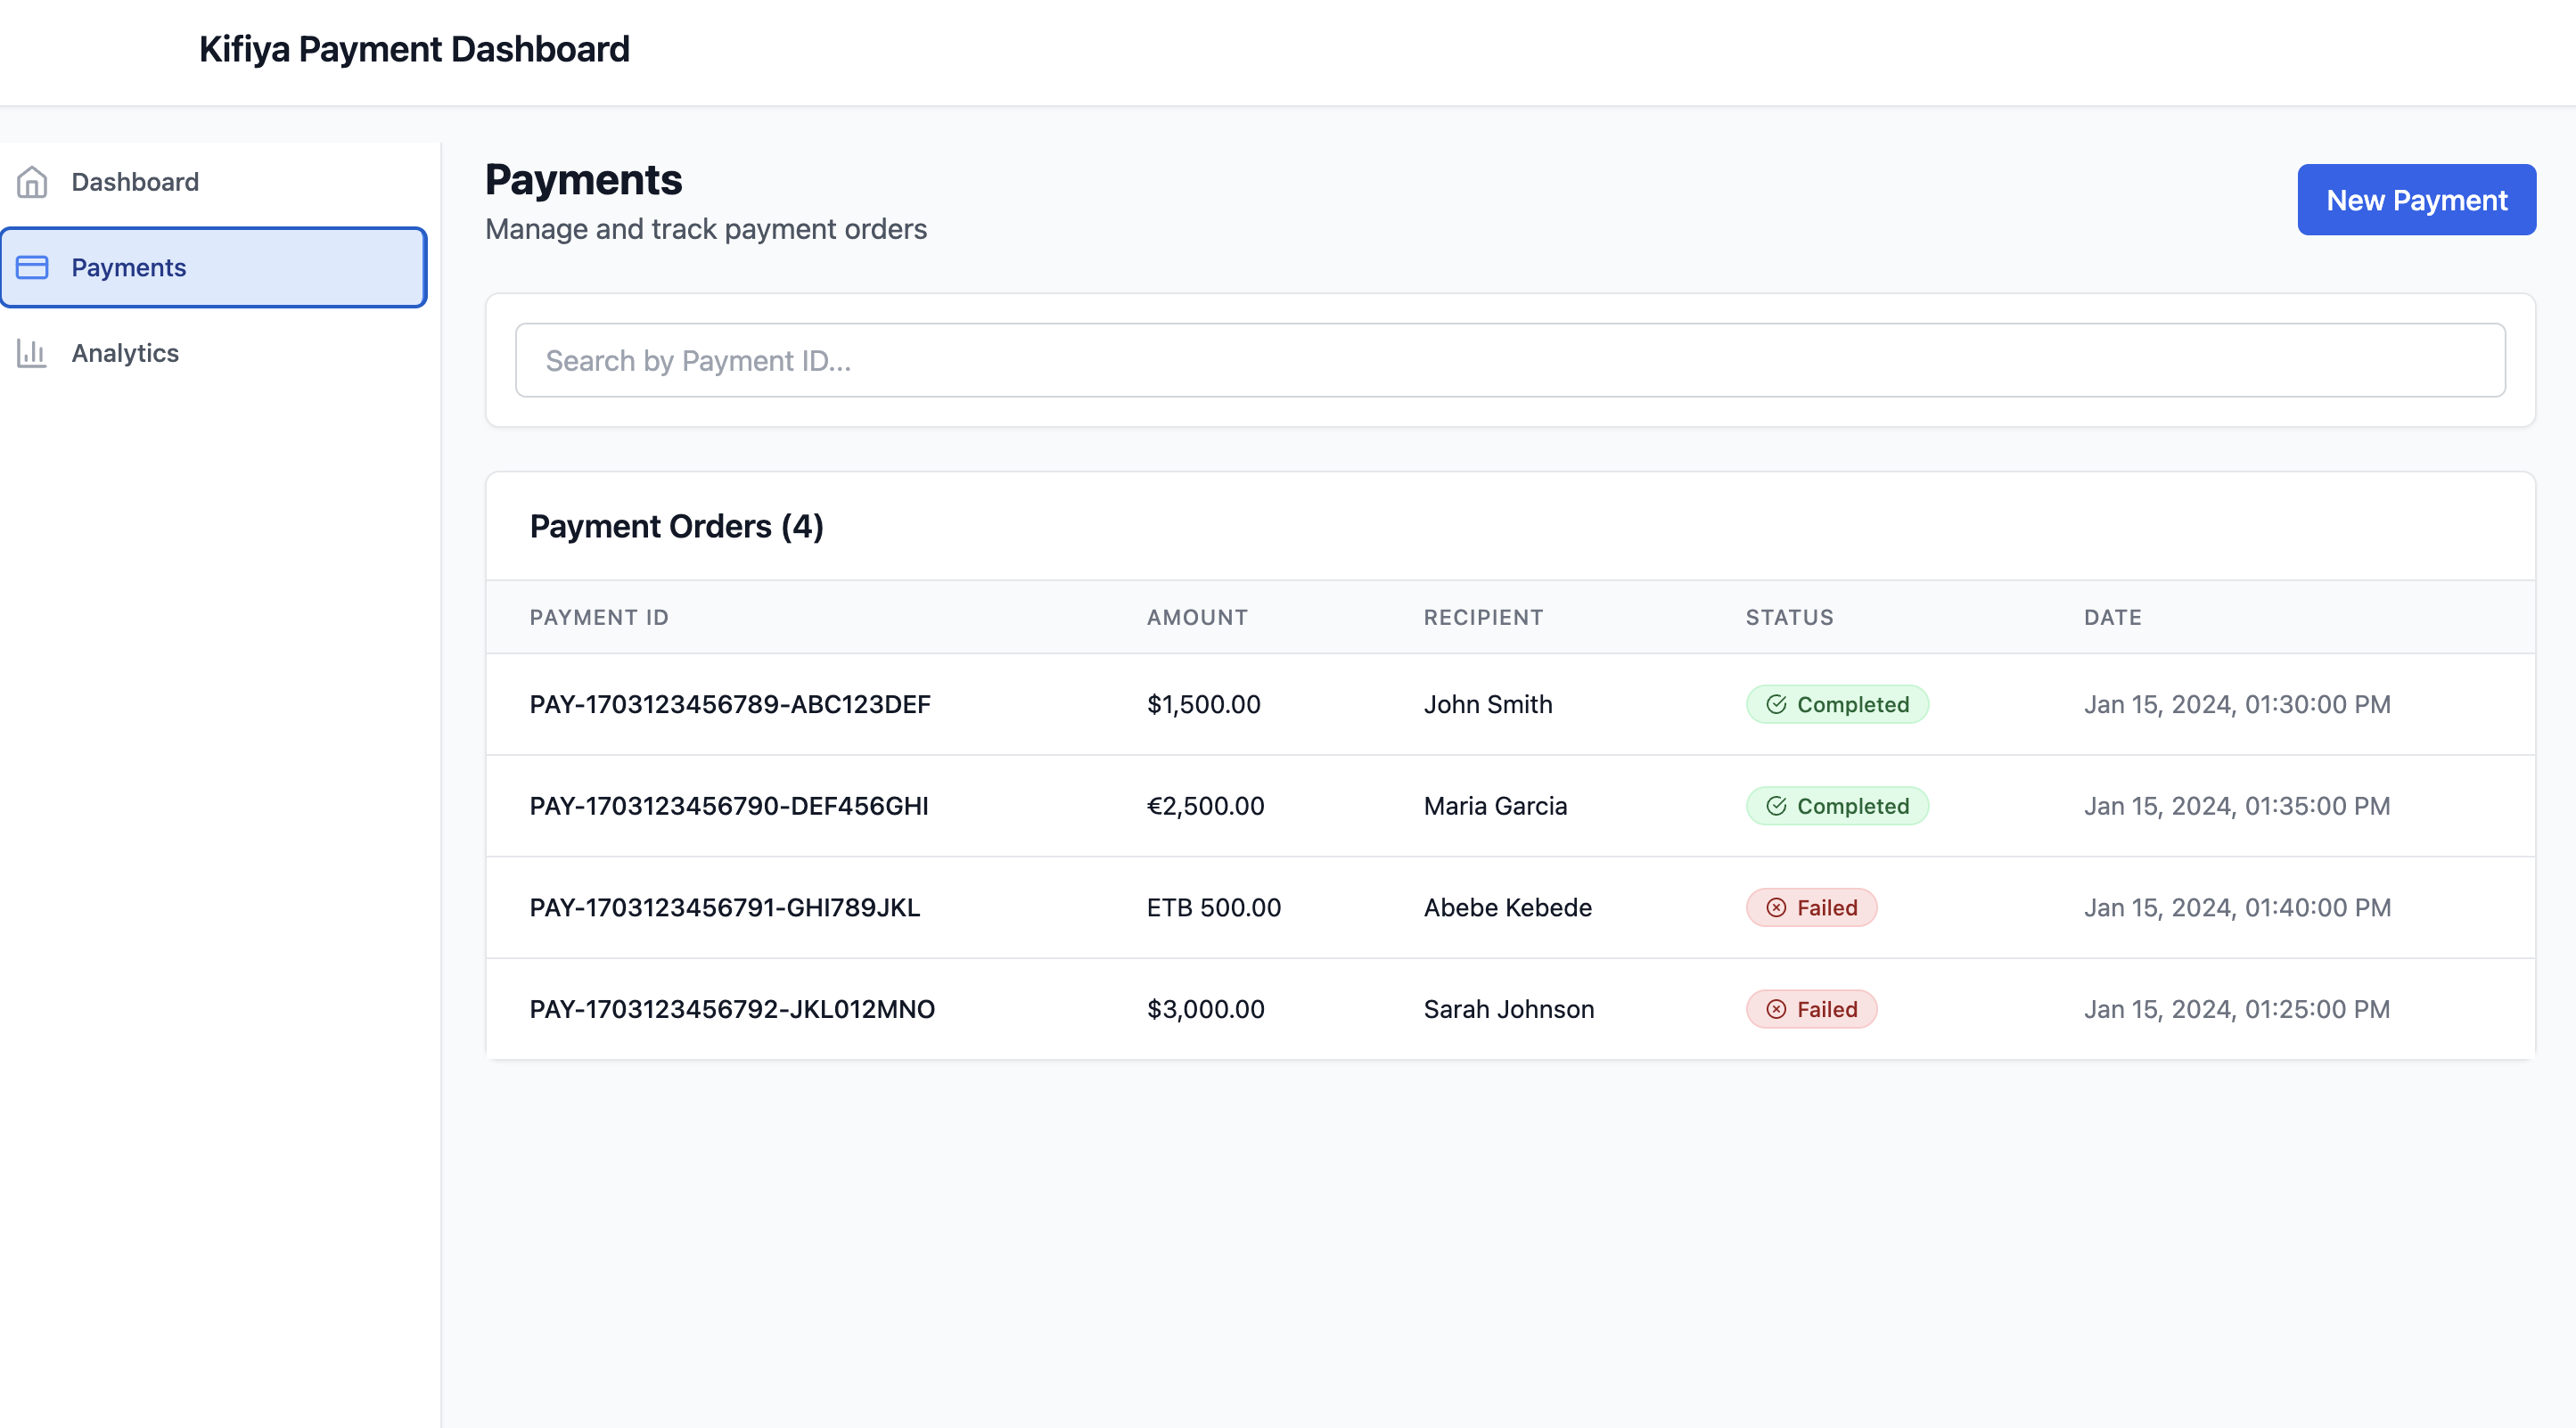 Kifiya Payment Dashboard
Dashboard
Payments
Analytics
Payments
Manage and track payment orders
New Payment
Search by Payment ID...
Payment Orders (4)
PAYMENT ID AMOUNT RECIPIENT STATUS DATE
PAY-1703123456789-ABC123DEF $1,500.00 John Smith Completed Jan 15, 2024, 01:30:00 PM
PAY-1703123456790-DEF456GHI €2,500.00 Maria Garcia Completed Jan 15, 2024, 01:35:00 PM
PAY-1703123456791-GHI789JKL ETB 500.00 Abebe Kebede Failed Jan 15, 2024, 01:40:00 PM
PAY-1703123456792-JKL012MNO $3,000.00 Sarah Johnson Failed Jan 15, 2024, 01:25:00 PM